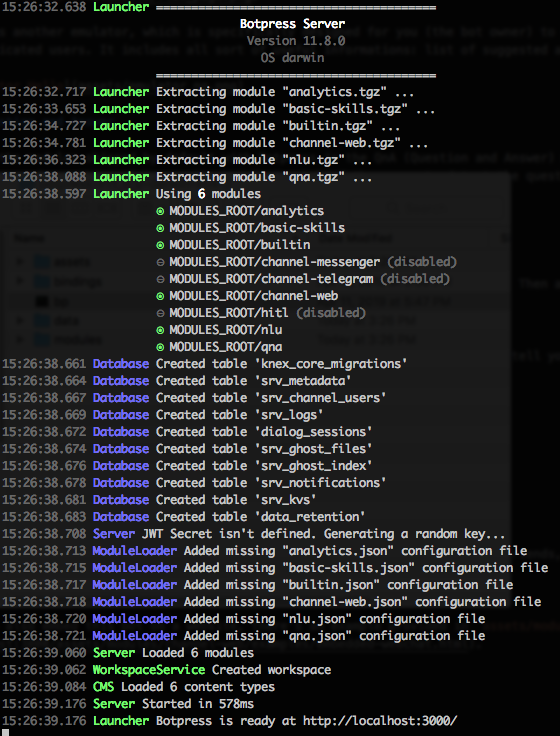 15:26:32.638 Launcher ========================================
Botpress Server
Version 11.8.0
OS darwin
========================================
15:26:32.717 Launcher Extracting module "analytics.tgz" ...
15:26:33.653 Launcher Extracting module "basic-skills.tgz" ...
15:26:34.727 Launcher Extracting module "builtin.tgz" ...
15:26:34.781 Launcher Extracting module "channel-web.tgz" ...
15:26:36.323 Launcher Extracting module "nlu.tgz" ...
15:26:38.088 Launcher Extracting module "qna.tgz" ...
15:26:38.597 Launcher Using 6 modules
⦿ MODULES_ROOT/analytics
⦿ MODULES_ROOT/basic-skills
⦿ MODULES_ROOT/builtin
⊝ MODULES_ROOT/channel-messenger (disabled)
⊝ MODULES_ROOT/channel-telegram (disabled)
⦿ MODULES_ROOT/channel-web
⊝ MODULES_ROOT/hitl (disabled)
⦿ MODULES_ROOT/nlu
⦿ MODULES_ROOT/qna
15:26:38.661 Database Created table 'knex_core_migrations'
15:26:38.664 Database Created table 'srv_metadata'
15:26:38.667 Database Created table 'srv_channel_users'
15:26:38.669 Database Created table 'srv_logs'
15:26:38.672 Database Created table 'dialog_sessions'
15:26:38.674 Database Created table 'srv_ghost_files'
15:26:38.676 Database Created table 'srv_ghost_index'
15:26:38.678 Database Created table 'srv_notifications'
15:26:38.681 Database Created table 'srv_kvs'
15:26:38.683 Database Created table 'data_retention'
15:26:38.708 Server JWT Secret isn't defined. Generating a random key...
15:26:38.713 ModuleLoader Added missing "analytics.json" configuration file
15:26:38.715 ModuleLoader Added missing "basic-skills.json" configuration file
15:26:38.717 ModuleLoader Added missing "builtin.json" configuration file
15:26:38.718 ModuleLoader Added missing "channel-web.json" configuration file
15:26:38.720 ModuleLoader Added missing "nlu.json" configuration file
15:26:38.721 ModuleLoader Added missing "qna.json" configuration file
15:26:39.060 Server Loaded 6 modules
15:26:39.062 WorkspaceService Created workspace
15:26:39.084 CMS Loaded 6 content types
15:26:39.176 Server Started in 578ms
15:26:39.176 Launcher Botpress is ready at http://localhost:3000/